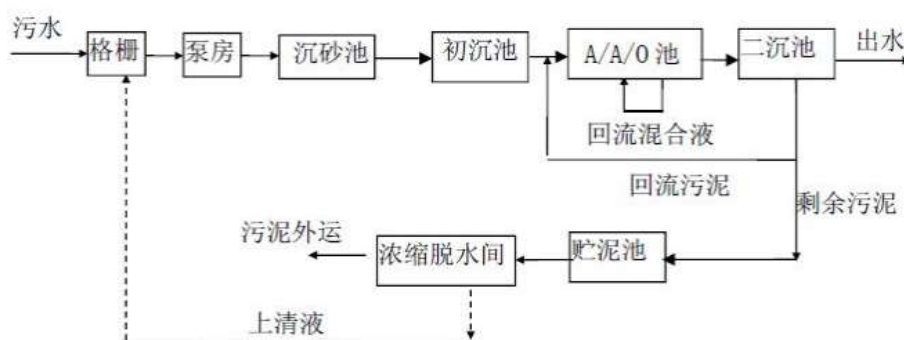 污水
格栅
泵房
沉砂池
初沉池
A/A/O 池
二沉池
出水
回流混合液
回流污泥
剩余污泥
污泥外运
浓缩脱水间
贮泥池
上清液